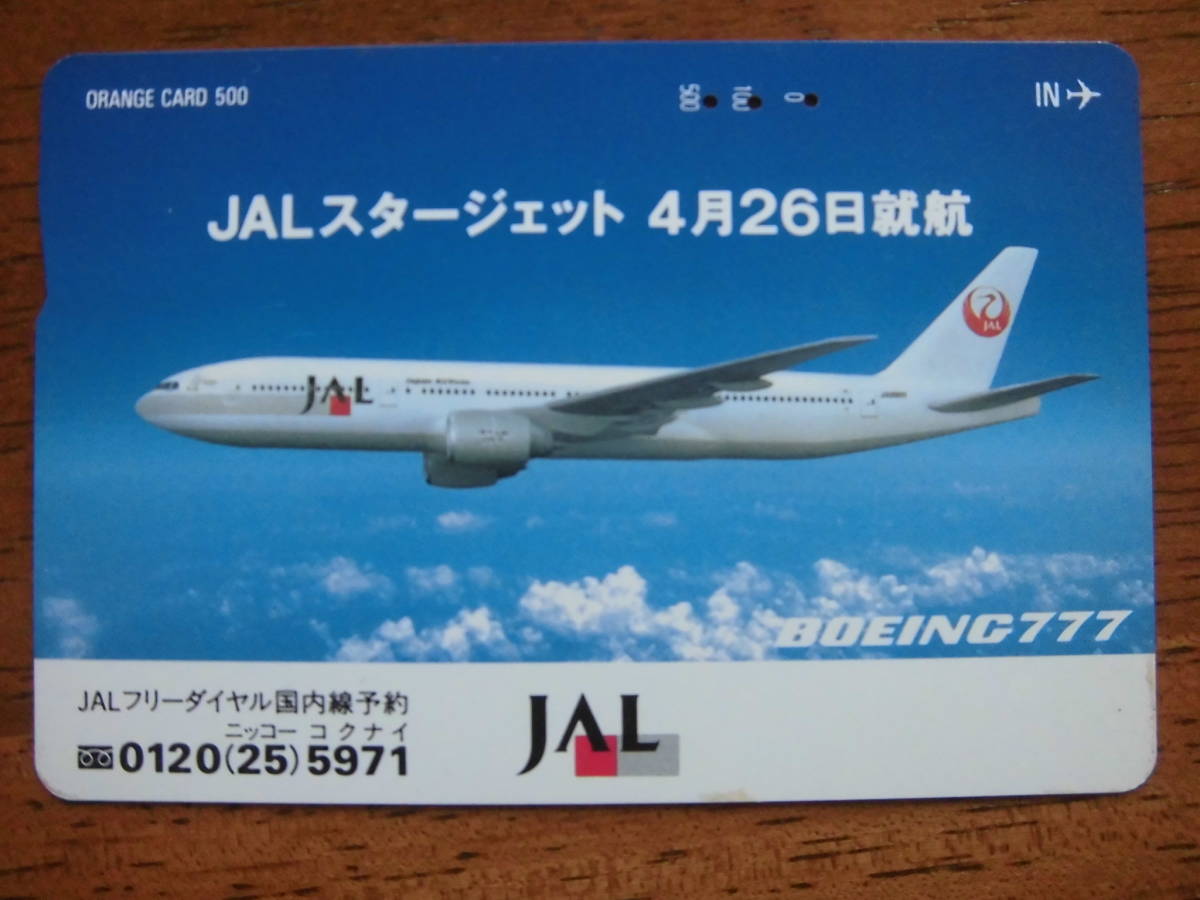 ORANGE CARD 500
500 100 0
IN
JALスタージェット 4月26日就航
JAL
JAL
BOEING777
JALフリーダイヤル国内線予約
ニッコー コクナイ
0120(25)5971
JAL